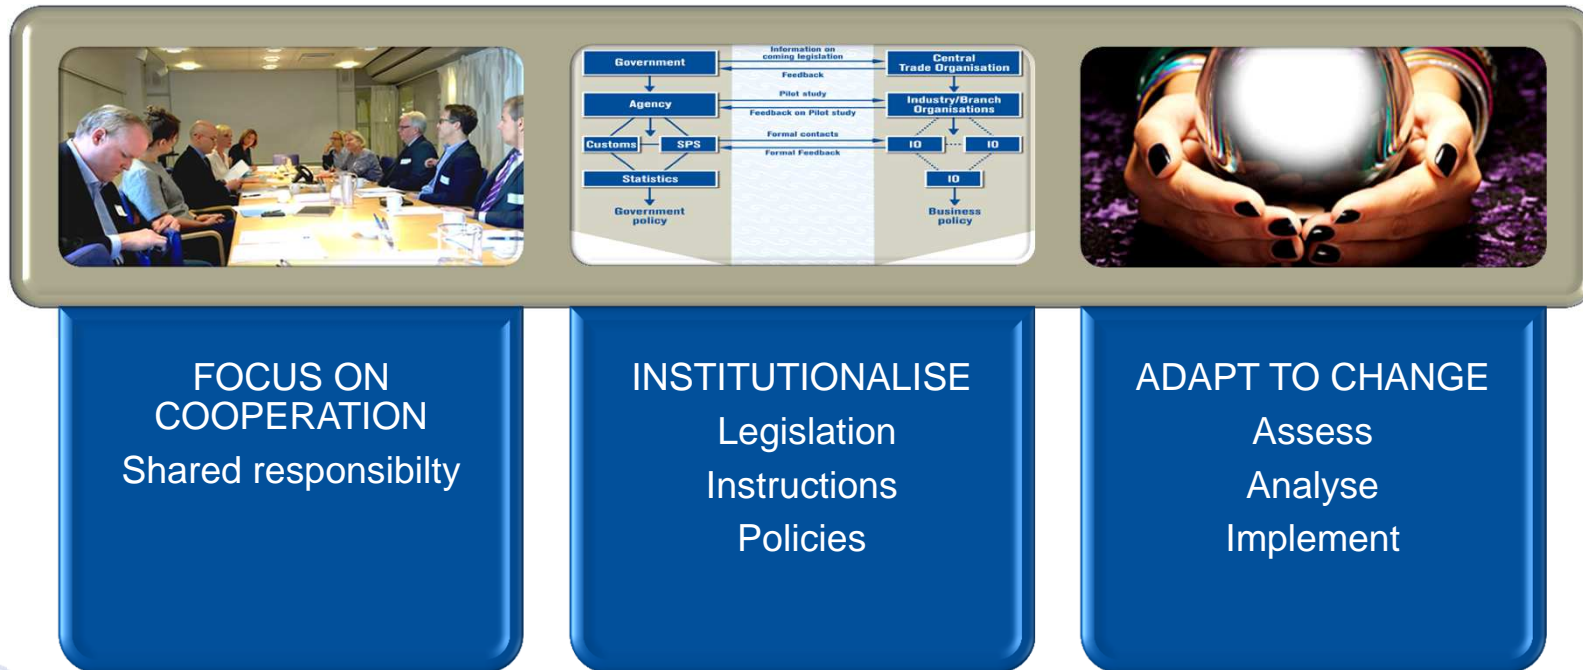 Government
Information on
coming legislation
Feedback
Central
Trade Organisation
Agency
Pilot study
Feedback on Pilot study
Industry/Branch
Organisations
Customs
SPS
Formal contacts
Formal Feedback
IO
IO
Statistics
IO
Government
policy
Business
policy
FOCUS ON
COOPERATION
Shared responsibilty
INSTITUTIONALISE
Legislation
Instructions
Policies
ADAPT TO CHANGE
Assess
Analyse
Implement